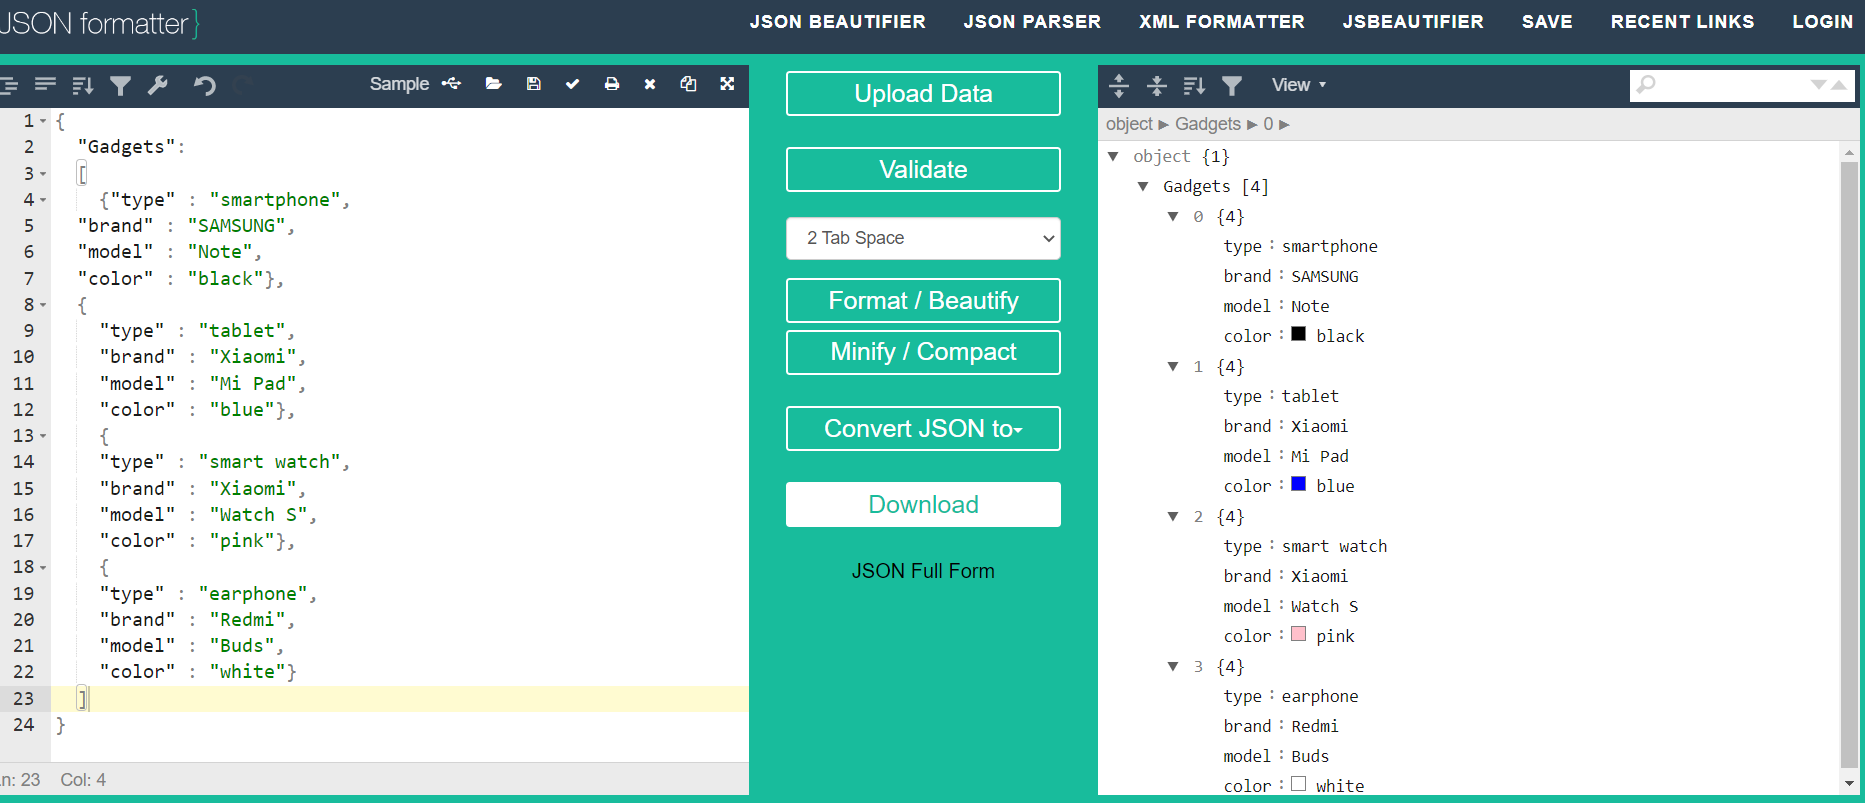 JSON formatter}
JSON BEAUTIFIER JSON PARSER XML FORMATTER JSBEAUTIFIER SAVE RECENT LINKS LOGIN
Sample
1 {
2 "Gadgets":
3 [
4 {"type" : "smartphone",
5 "brand" : "SAMSUNG",
6 "model" : "Note",
7 "color" : "black"},
8 {
9 "type" : "tablet",
10 "brand" : "Xiaomi",
11 "model" : "Mi Pad",
12 "color" : "blue"},
13 {
14 "type" : "smart watch",
15 "brand" : "Xiaomi",
16 "model" : "Watch S",
17 "color" : "pink"},
18 {
19 "type" : "earphone",
20 "brand" : "Redmi",
21 "model" : "Buds",
22 "color" : "white"}
23 ]
24 }
n: 23 Col: 4
Upload Data
Validate
2 Tab Space
Format / Beautify
Minify / Compact
Convert JSON to
Download
JSON Full Form
View
object ► Gadgets ► 0 ►
object {1}
Gadgets [4]
0 {4}
type : smartphone
brand : SAMSUNG
model : Note
color : black
1 {4}
type : tablet
brand : Xiaomi
model : Mi Pad
color : blue
2 {4}
type : smart watch
brand : Xiaomi
model : Watch S
color : pink
3 {4}
type : earphone
brand : Redmi
model : Buds
color : white